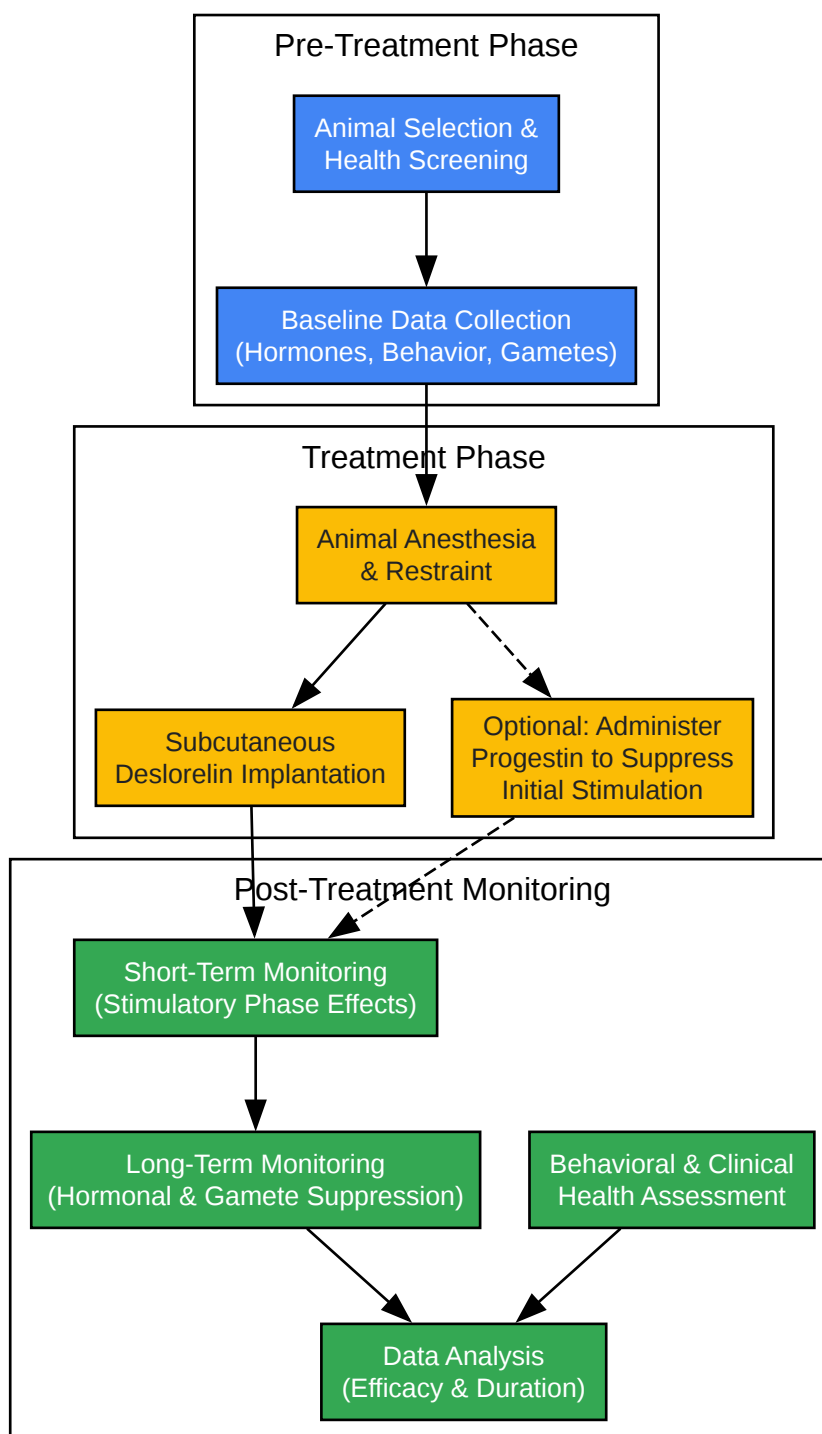 Pre-Treatment Phase
Animal Selection &
Health Screening
Baseline Data Collection
(Hormones, Behavior, Gametes)
Treatment Phase
Animal Anesthesia
& Restraint
Subcutaneous
Deslorelin Implantation
Optional: Administer
Progestin to Suppress
Initial Stimulation
Post-Treatment Monitoring
Short-Term Monitoring
(Stimulatory Phase Effects)
Long-Term Monitoring
(Hormonal & Gamete Suppression)
Behavioral & Clinical
Health Assessment
Data Analysis
(Efficacy & Duration)